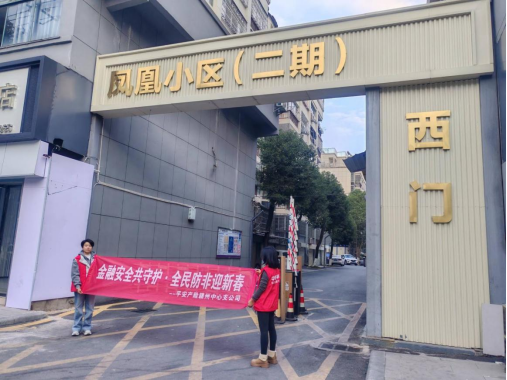 凤凰小区(二期)
西门
金融安全共守护·全民防非迎新春
——平安产险赣州中心支公司